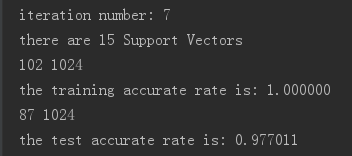 iteration number: 7
there are 15 Support Vectors
102 1024
the training accurate rate is: 1.000000
87 1024
the test accurate rate is: 0.977011